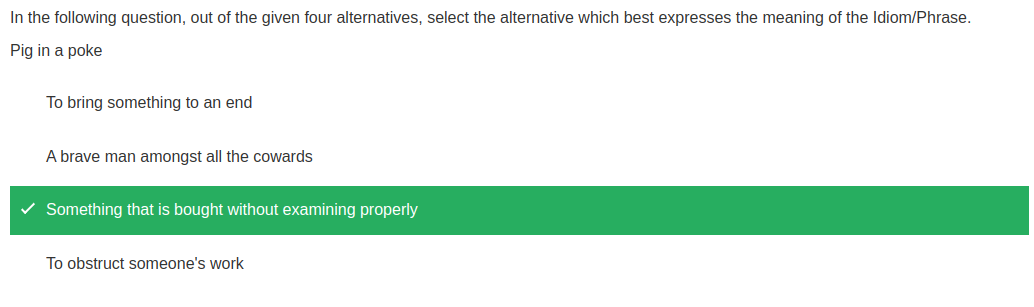 In the following question, out of the given four alternatives, select the alternative which best expresses the meaning of the Idiom/Phrase.
Pig in a poke
To bring something to an end
A brave man amongst all the cowards
Something that is bought without examining properly
To obstruct someone's work